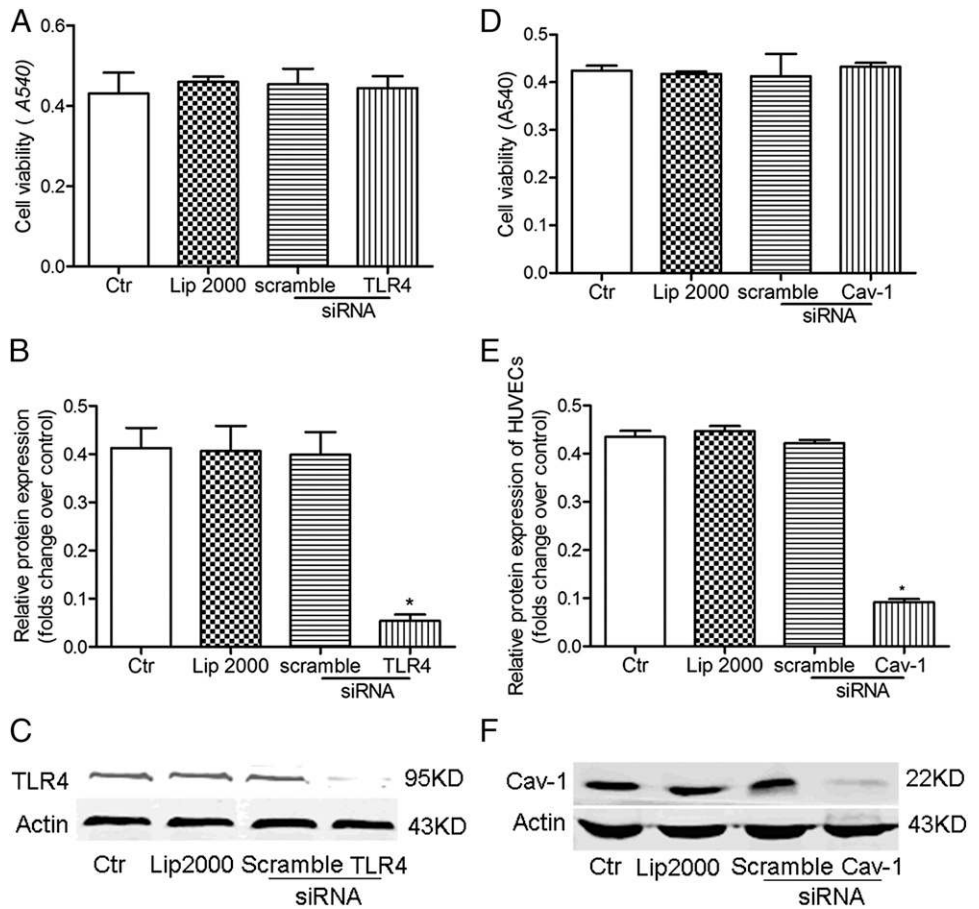 A
Cell viability ( A540)
0.6
0.4
0.2
0.0
Ctr Lip 2000 scramble TLR4
siRNA
D
Cell viability (A540)
0.5
0.4
0.3
0.2
0.1
0.0
Ctr Lip 2000 scramble Cav-1
siRNA
B
Relative protein expression
(folds change over control)
0.5
0.4
0.3
0.2
0.1
0.0
*
Ctr Lip 2000 scramble TLR4
siRNA
E
Relative protein expression of HUVECs
(folds change over control)
0.5
0.4
0.3
0.2
0.1
0.0
*
Ctr Lip 2000 scramble Cav-1
siRNA
C
TLR4 95KD
Actin 43KD
Ctr Lip2000 Scramble TLR4
siRNA
F
Cav-1 22KD
Actin 43KD
Ctr Lip2000 Scramble Cav-1
siRNA